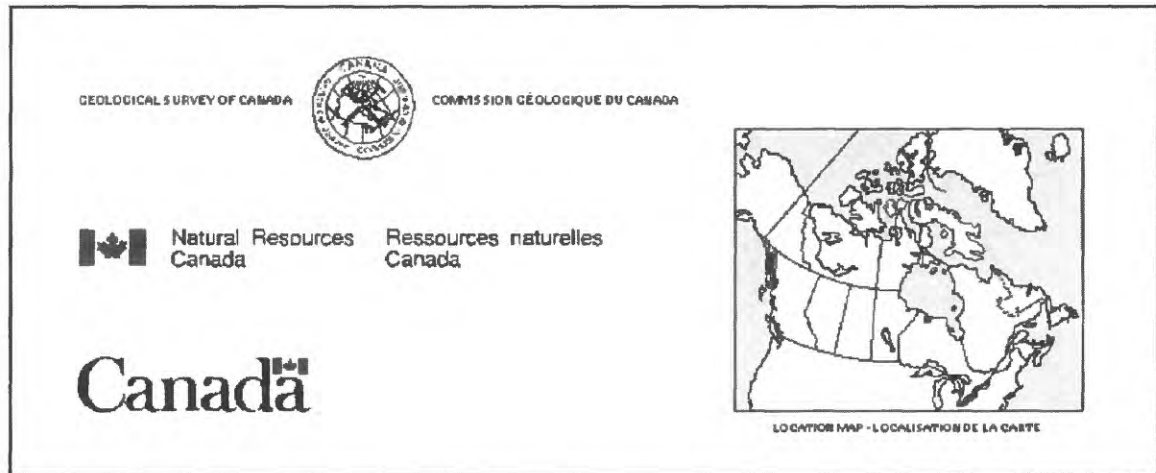 GEOLOGICAL SURVEY OF CANADA
CANADA
COMMISSION GÉOLOGIQUE DU CANADA
Natural Resources
Canada
Ressources naturelles
Canada
Canada
LOCATION MAP - LOCALISATION DE LA CARTE